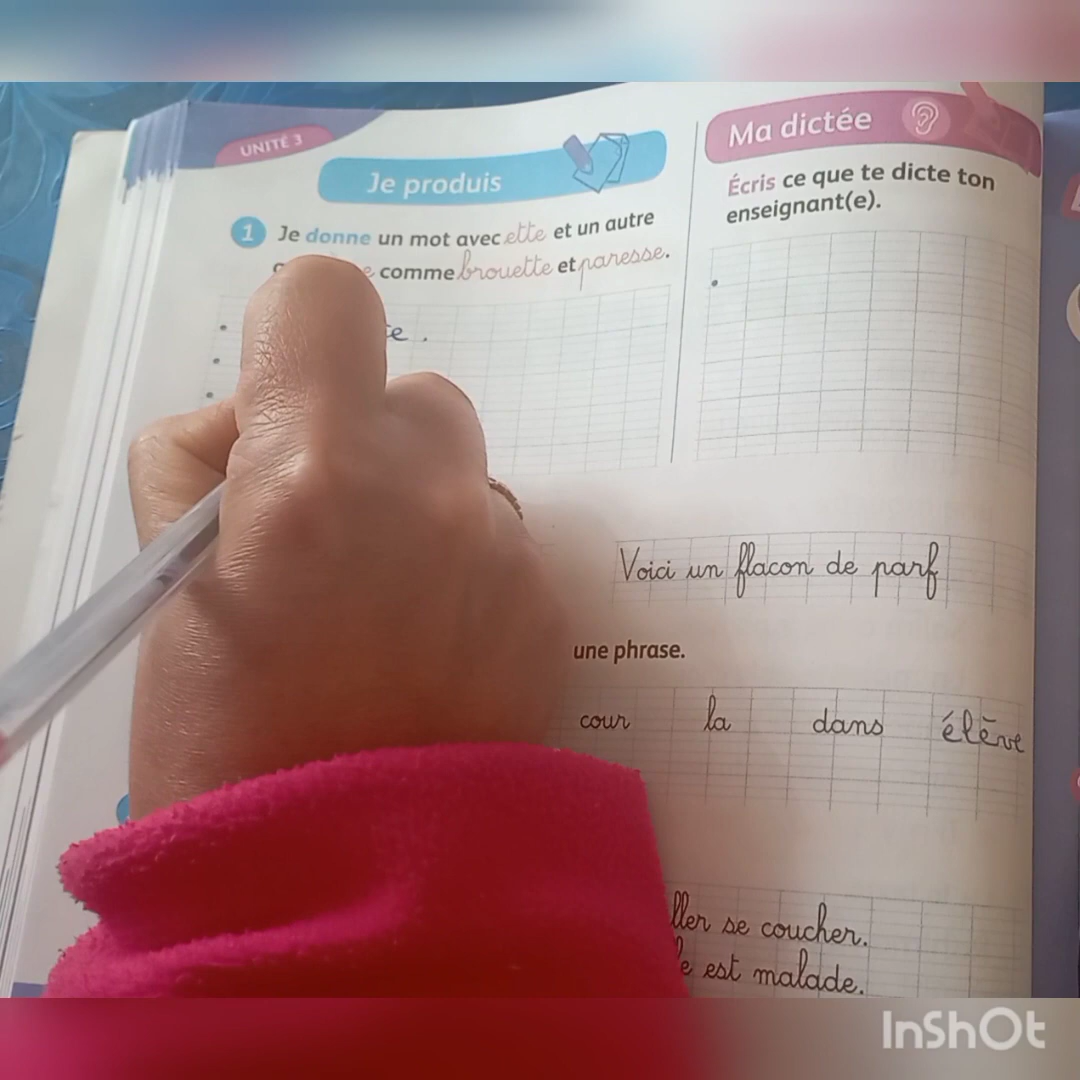 UNITÉ 3
Je produis
1 Je donne un mot avec ette et un autre
comme brouette et paresse.
Ma dictée
Écris ce que te dicte ton
enseignant(e).
Voici un flacon de parf
une phrase.
cour la dans élève
se coucher.
est malade.
InShOt